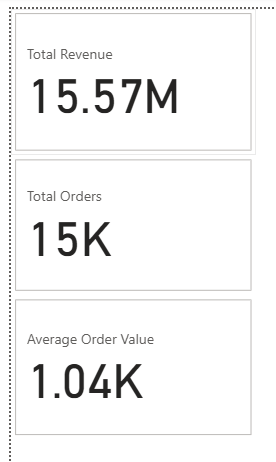 Total Revenue
15.57M
Total Orders
15K
Average Order Value
1.04K